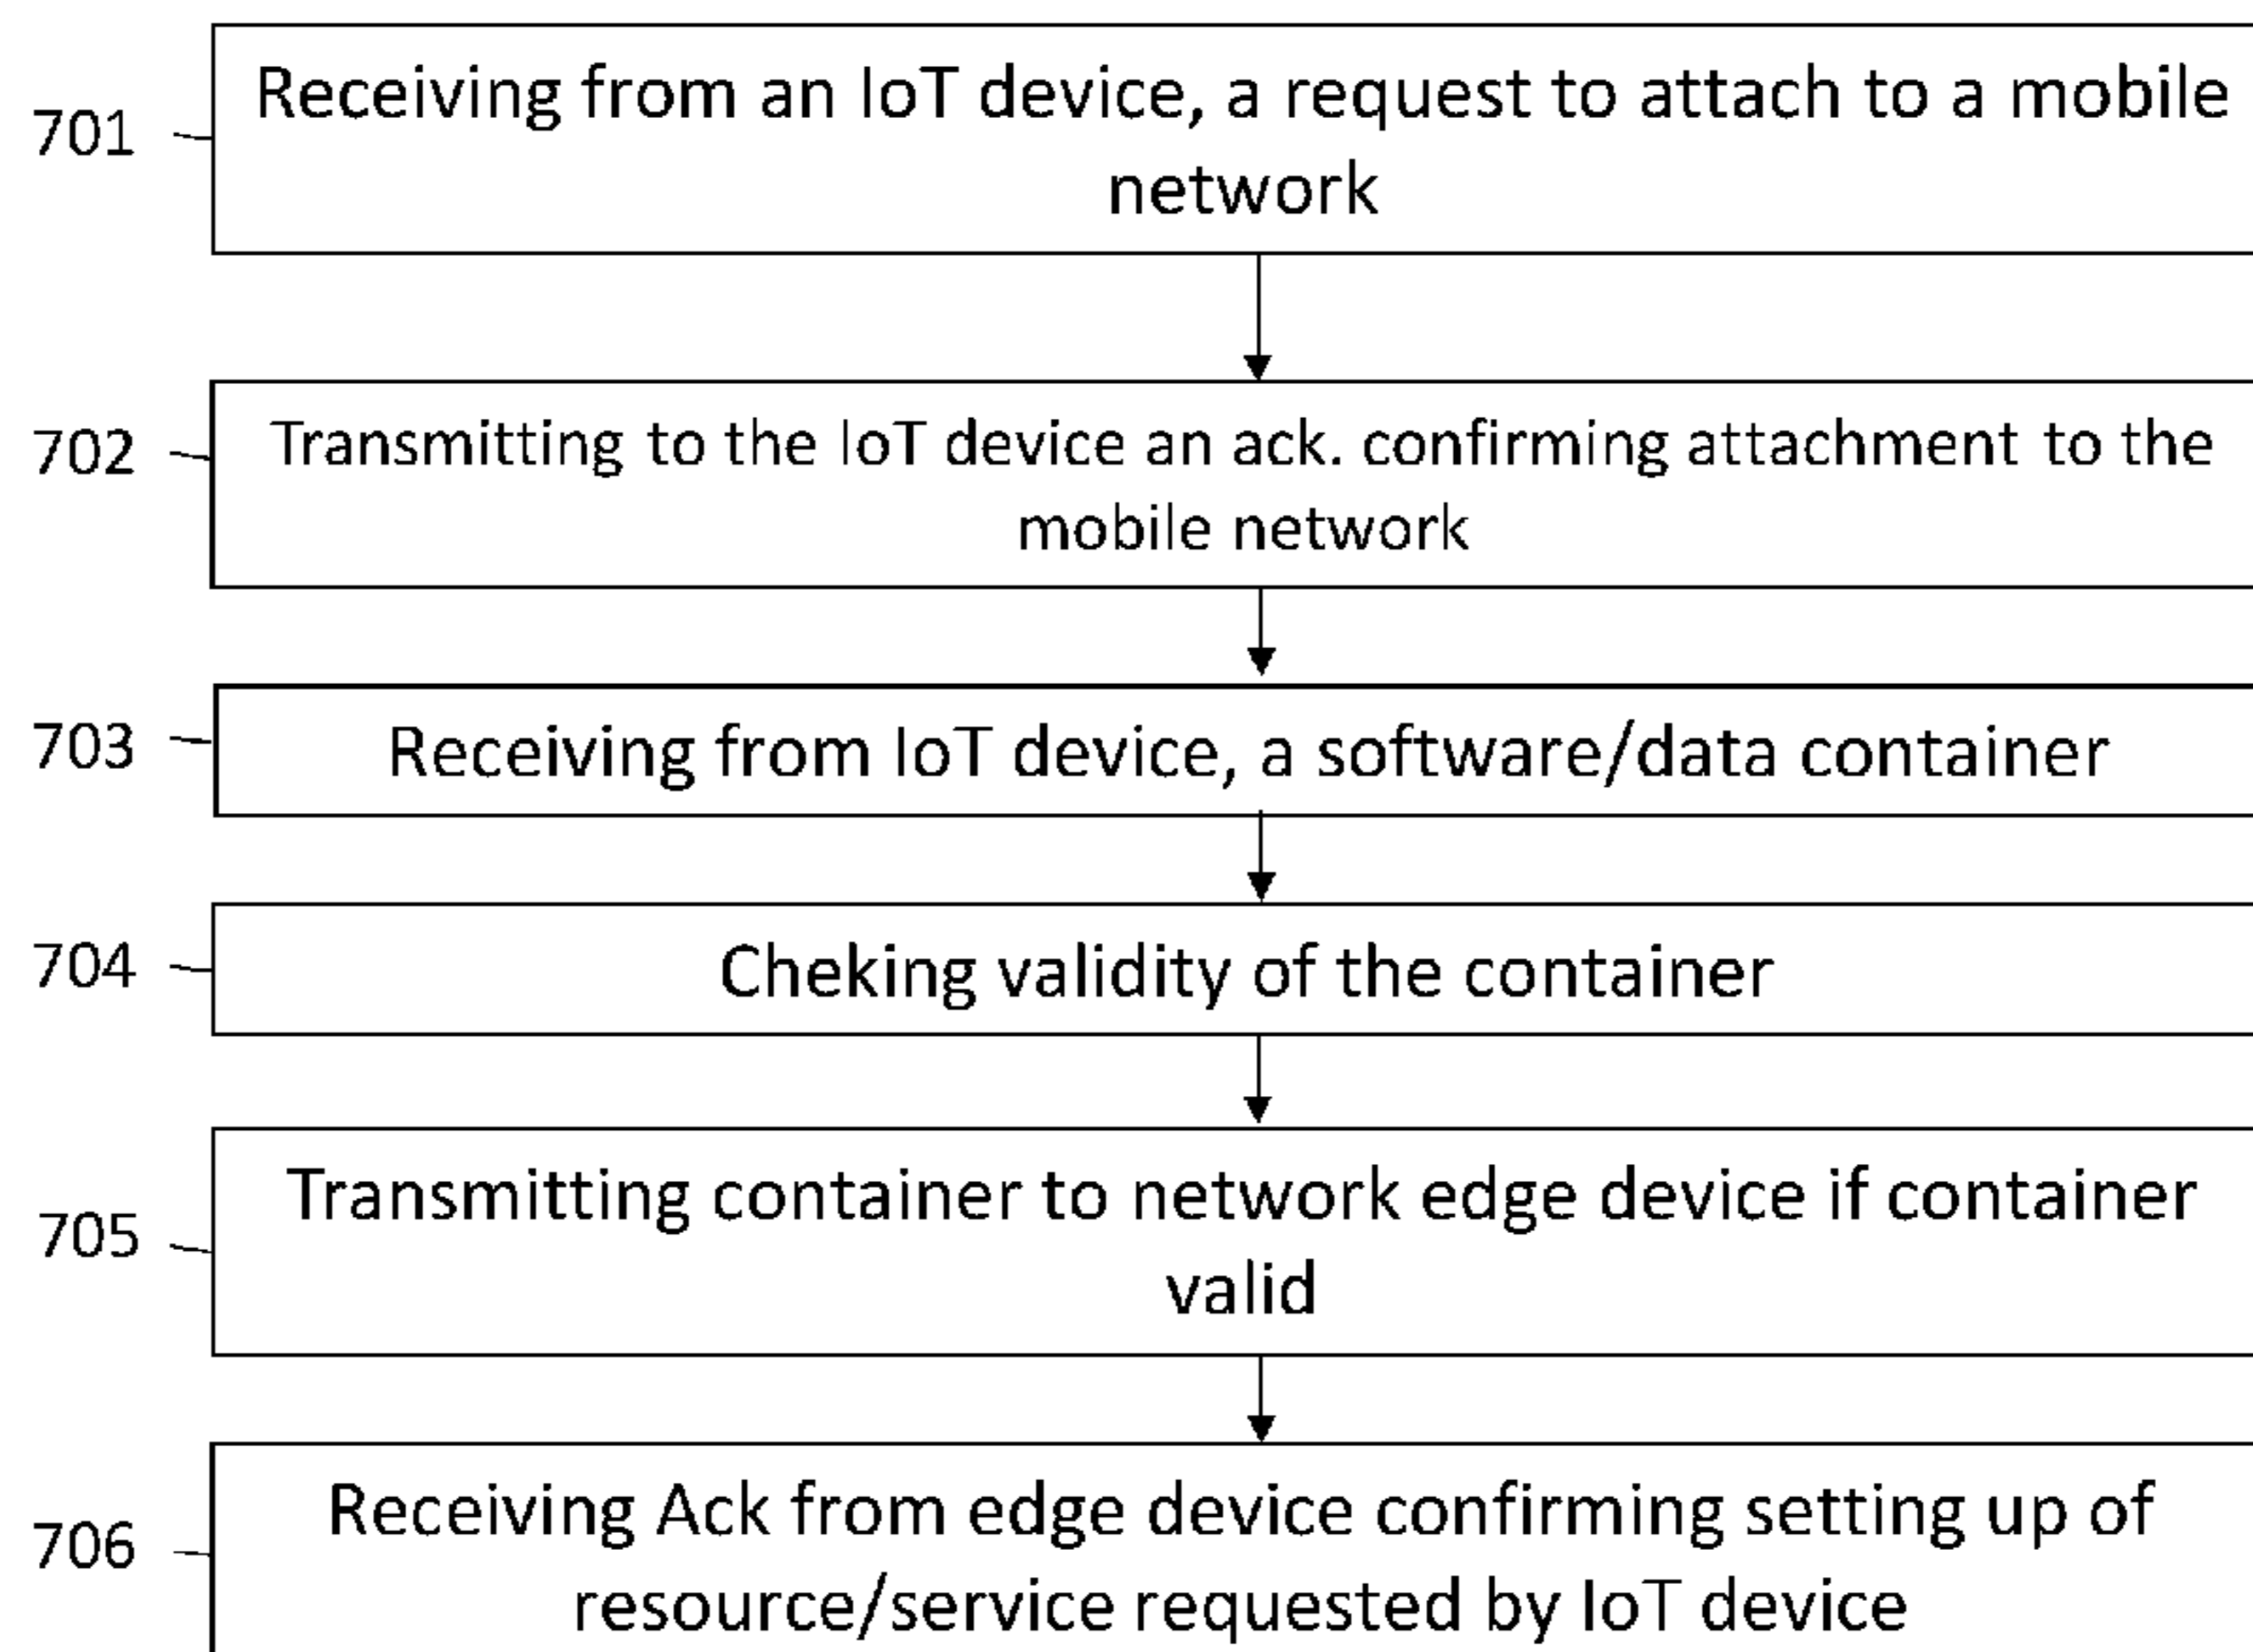 701
Receiving from an IoT device, a request to attach to a mobile
network
702
Transmitting to the IoT device an ack. confirming attachment to the
mobile network
703
Receiving from IoT device, a software/data container
704
Cheking validity of the container
705
Transmitting container to network edge device if container
valid
706
Receiving Ack from edge device confirming setting up of
resource/service requested by IoT device